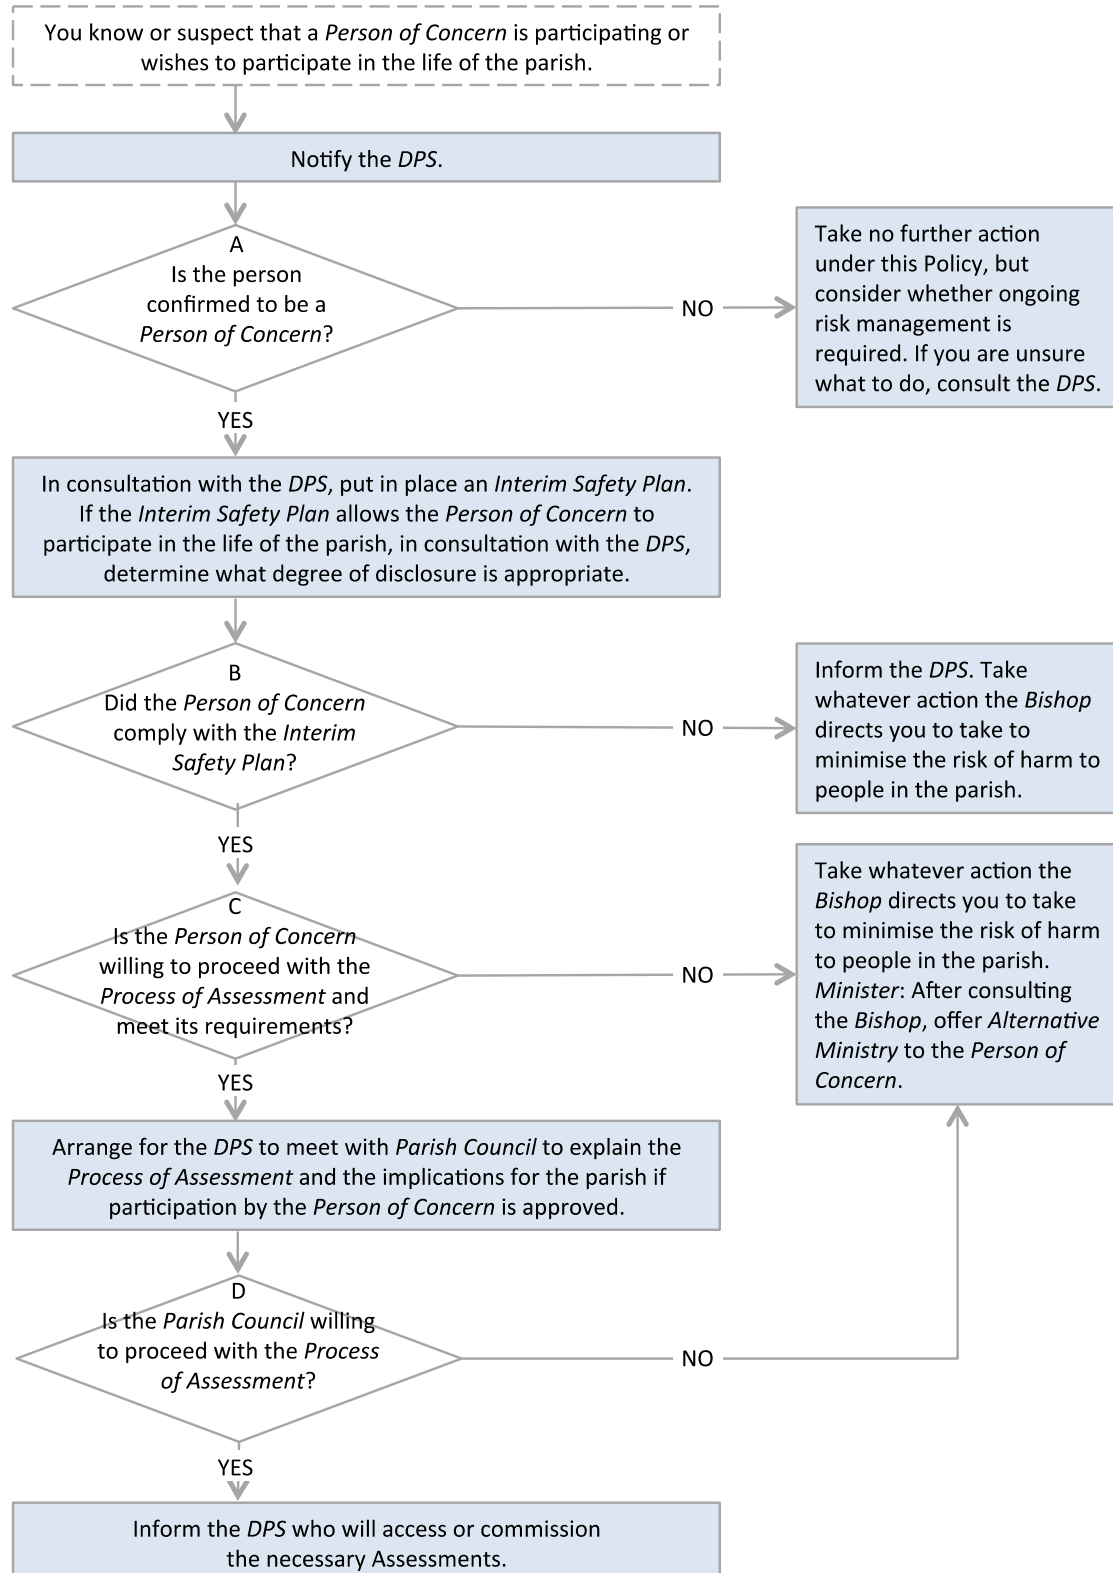 You know or suspect that a Person of Concern is participating or
wishes to participate in the life of the parish.
Notify the DPS.
A
Is the person
confirmed to be a
Person of Concern?
NO
Take no further action
under this Policy, but
consider whether ongoing
risk management is
required. If you are unsure
what to do, consult the DPS.
YES
In consultation with the DPS, put in place an Interim Safety Plan.
If the Interim Safety Plan allows the Person of Concern to
participate in the life of the parish, in consultation with the DPS,
determine what degree of disclosure is appropriate.
B
Did the Person of Concern
comply with the Interim
Safety Plan?
NO
Inform the DPS. Take
whatever action the Bishop
directs you to take to
minimise the risk of harm to
people in the parish.
YES
C
Is the Person of Concern
willing to proceed with the
Process of Assessment and
meet its requirements?
NO
Take whatever action the
Bishop directs you to take
to minimise the risk of harm
to people in the parish.
Minister: After consulting
the Bishop, offer Alternative
Ministry to the Person of
Concern.
YES
Arrange for the DPS to meet with Parish Council to explain the
Process of Assessment and the implications for the parish if
participation by the Person of Concern is approved.
D
Is the Parish Council willing
to proceed with the Process
of Assessment?
NO
YES
Inform the DPS who will access or commission
the necessary Assessments.